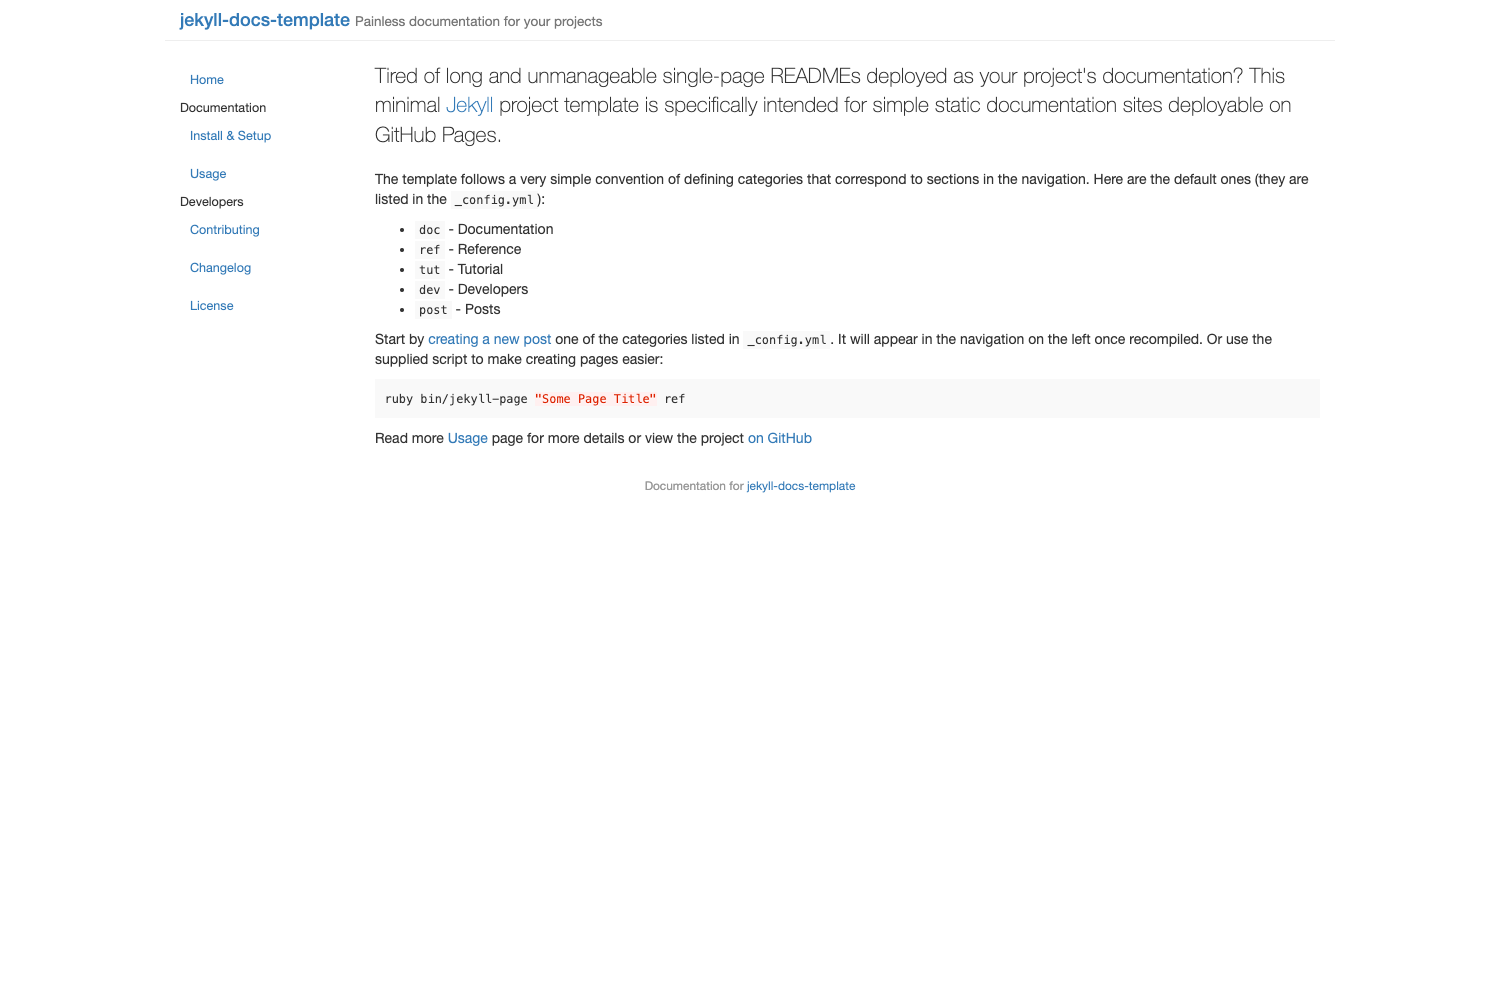 jekyll-docs-template Painless documentation for your projects
Home
Documentation
Install & Setup
Usage
Developers
Contributing
Changelog
License
Tired of long and unmanageable single-page READMEs deployed as your project's documentation? This
minimal Jekyll project template is specifically intended for simple static documentation sites deployable on
GitHub Pages.
The template follows a very simple convention of defining categories that correspond to sections in the navigation. Here are the default ones (they are
listed in the _config.yml):
• doc - Documentation
• ref - Reference
• tut - Tutorial
• dev - Developers
• post - Posts
Start by creating a new post one of the categories listed in _config.yml. It will appear in the navigation on the left once recompiled. Or use the
supplied script to make creating pages easier:
ruby bin/jekyll-page "Some Page Title" ref
Read more Usage page for more details or view the project on GitHub
Documentation for jekyll-docs-template